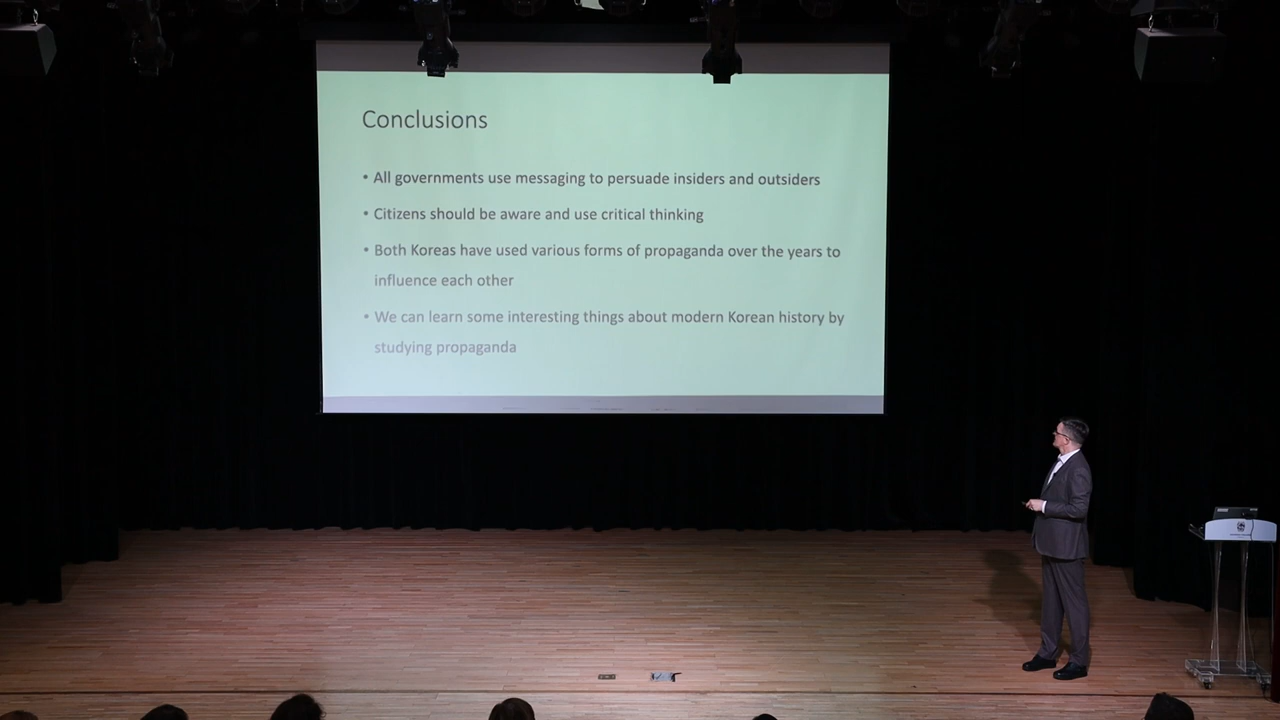 Conclusions
• All governments use messaging to persuade insiders and outsiders
• Citizens should be aware and use critical thinking
• Both Koreas have used various forms of propaganda over the years to
influence each other
• We can learn some interesting things about modern Korean history by
studying propaganda